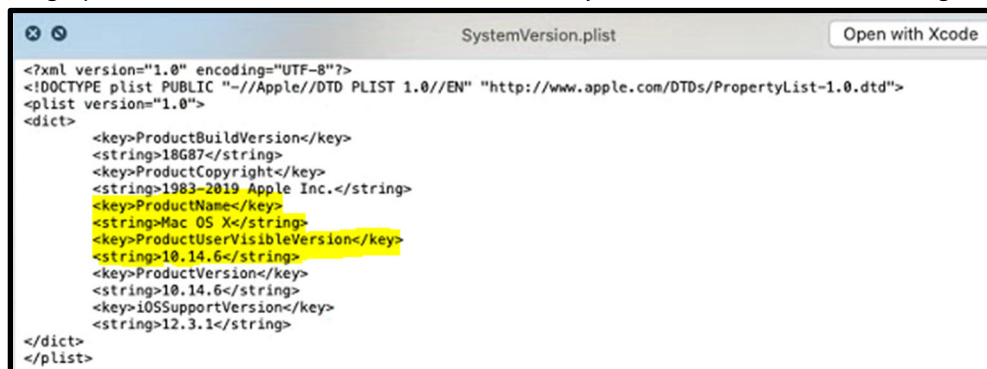 SystemVersion.plist
Open with Xcode
<?xml version="1.0" encoding="UTF-8"?>
<!DOCTYPE plist PUBLIC "-//Apple//DTD PLIST 1.0//EN" "http://www.apple.com/DTDs/PropertyList-1.0.dtd">
<plist version="1.0">
<dict>
<key>ProductBuildVersion</key>
<string>18G87</string>
<key>ProductCopyright</key>
<string>1983-2019 Apple Inc.</string>
<key>ProductName</key>
<string>Mac OS X</string>
<key>ProductUserVisibleVersion</key>
<string>10.14.6</string>
<key>ProductVersion</key>
<string>10.14.6</string>
<key>iOSSupportVersion</key>
<string>12.3.1</string>
</dict>
</plist>